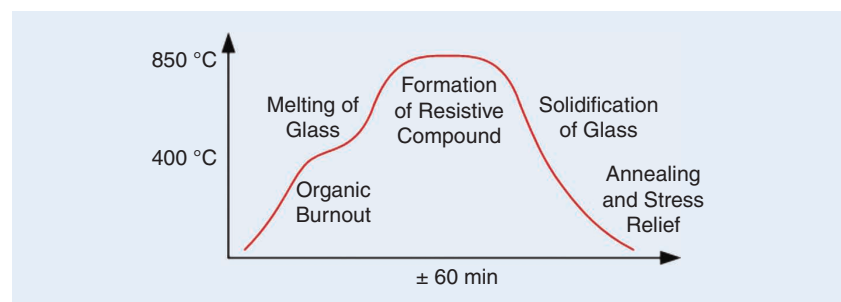 850 °C
Formation
of Resistive
Compound
Melting of
Glass
Solidification
of Glass
400 °C
Organic
Burnout
Annealing
and Stress
Relief
± 60 min